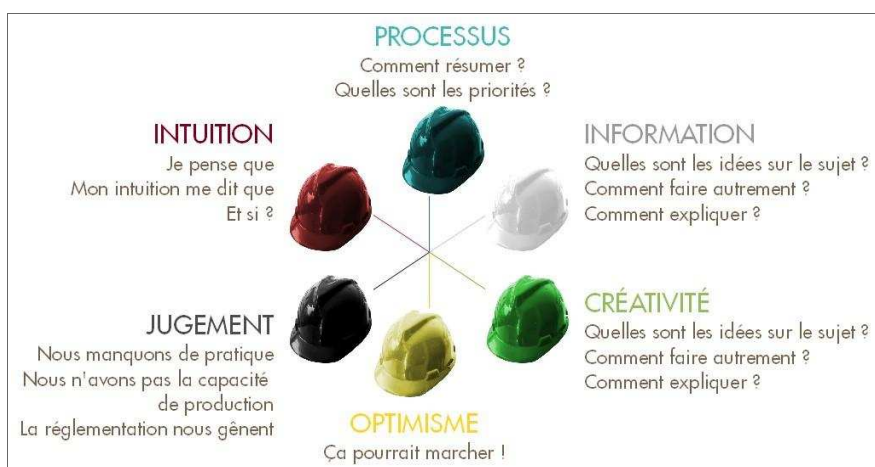 PROCESSUS
Comment résumer ?
Quelles sont les priorités ?
INTUITION
Je pense que
Mon intuition me dit que
Et si ?
INFORMATION
Quelles sont les idées sur le sujet ?
Comment faire autrement ?
Comment expliquer ?
JUGEMENT
Nous manquons de pratique
Nous n'avons pas la capacité
de production
La réglementation nous gênent
OPTIMISME
Ça pourrait marcher !
CRÉATIVITÉ
Quelles sont les idées sur le sujet ?
Comment faire autrement ?
Comment expliquer ?